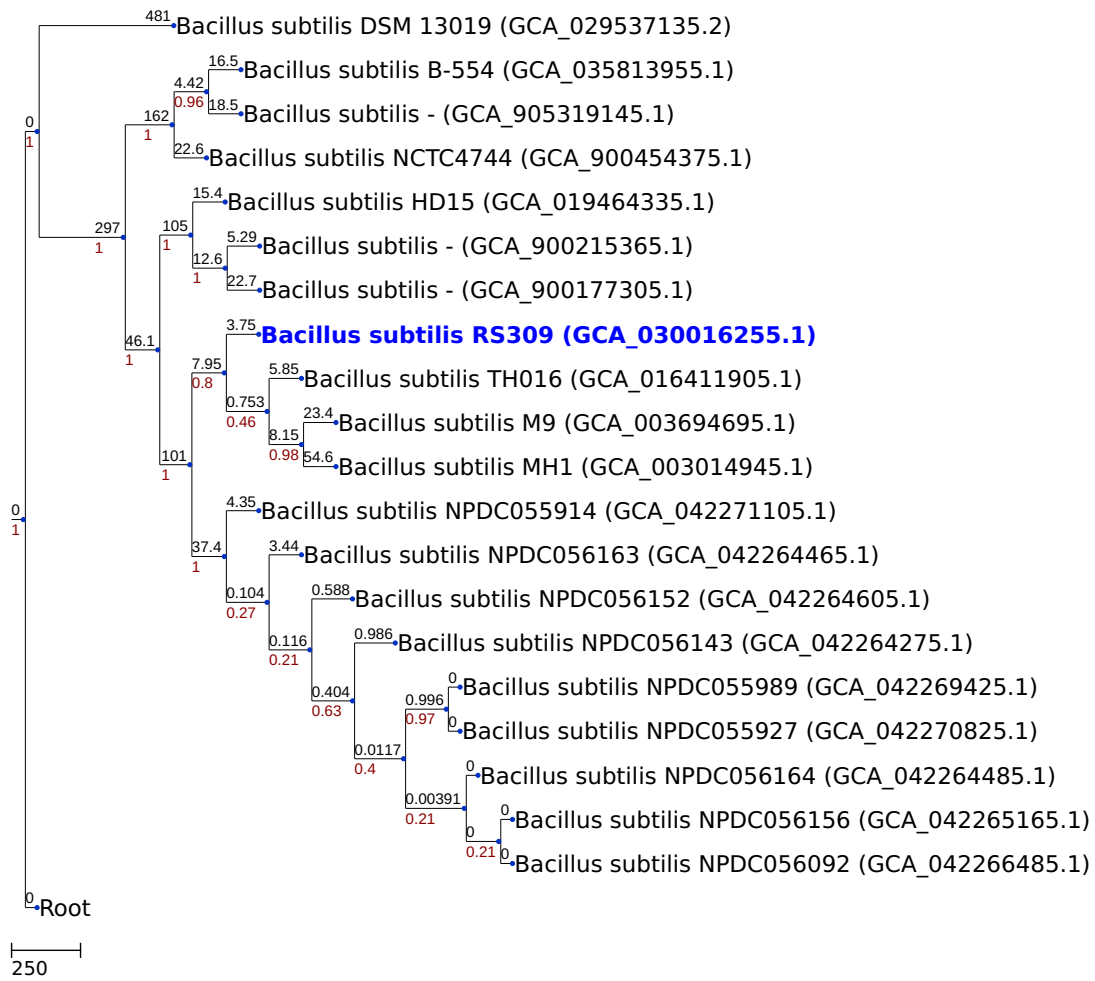 481
Bacillus subtilis DSM 13019 (GCA_029537135.2)
16.5
Bacillus subtilis B-554 (GCA_035813955.1)
4.42
0.96
18.5
Bacillus subtilis - (GCA_905319145.1)
0
1
162
1
22.6
Bacillus subtilis NCTC4744 (GCA_900454375.1)
15.4
Bacillus subtilis HD15 (GCA_019464335.1)
297
1
105
1
5.29
Bacillus subtilis - (GCA_900215365.1)
12.6
1
22.7
Bacillus subtilis - (GCA_900177305.1)
3.75
Bacillus subtilis RS309 (GCA_030016255.1)
46.1
1
7.95
0.8
5.85
Bacillus subtilis TH016 (GCA_016411905.1)
0.753
0.46
23.4
Bacillus subtilis M9 (GCA_003694695.1)
8.15
0.98
54.6
Bacillus subtilis MH1 (GCA_003014945.1)
101
1
4.35
Bacillus subtilis NPDC055914 (GCA_042271105.1)
0
1
37.4
1
3.44
Bacillus subtilis NPDC056163 (GCA_042264465.1)
0.104
0.27
0.588
Bacillus subtilis NPDC056152 (GCA_042264605.1)
0.116
0.21
0.986
Bacillus subtilis NPDC056143 (GCA_042264275.1)
0.404
0.63
0
Bacillus subtilis NPDC055989 (GCA_042269425.1)
0.996
0.97
0
Bacillus subtilis NPDC055927 (GCA_042270825.1)
0.0117
0.4
0
Bacillus subtilis NPDC056164 (GCA_042264485.1)
0.00391
0.21
0
Bacillus subtilis NPDC056156 (GCA_042265165.1)
0
0.21
0
Bacillus subtilis NPDC056092 (GCA_042266485.1)
0
Root
250